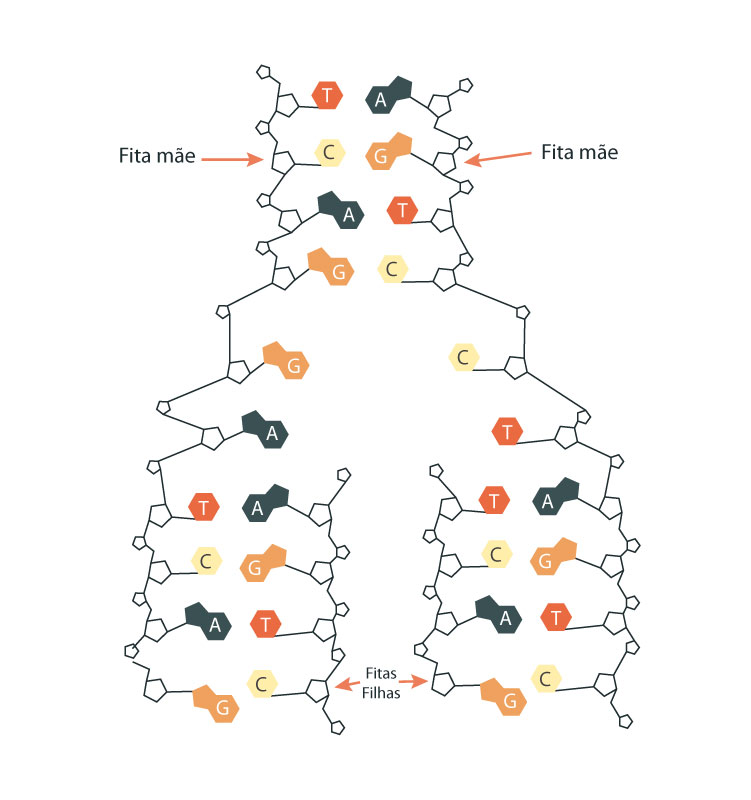 T A
Fita mãe C G Fita mãe
A T
G C
G C
A T
T A T A
C G C G
A T A T
Fitas
Filhas
G C G C